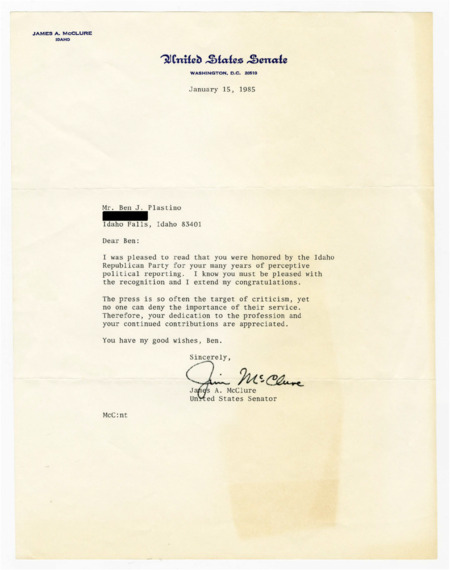 JAMES A. McCLURE
IDAHO
United States Senate
WASHINGTON, D.C. 20510
January 15, 1985
Mr. Ben J. Plastino
Idaho Falls, Idaho 83401
Dear Ben:
I was pleased to read that you were honored by the Idaho
Republican Party for your many years of perceptive
political reporting. I know you must be pleased with
the recognition and I extend my congratulations.
The press is so often the target of criticism, yet
no one can deny the importance of their service.
Therefore, your dedication to the profession and
your continued contributions are appreciated.
You have my good wishes, Ben.
Sincerely,
Jim McClure
James A. McClure
United States Senator
McC:nt